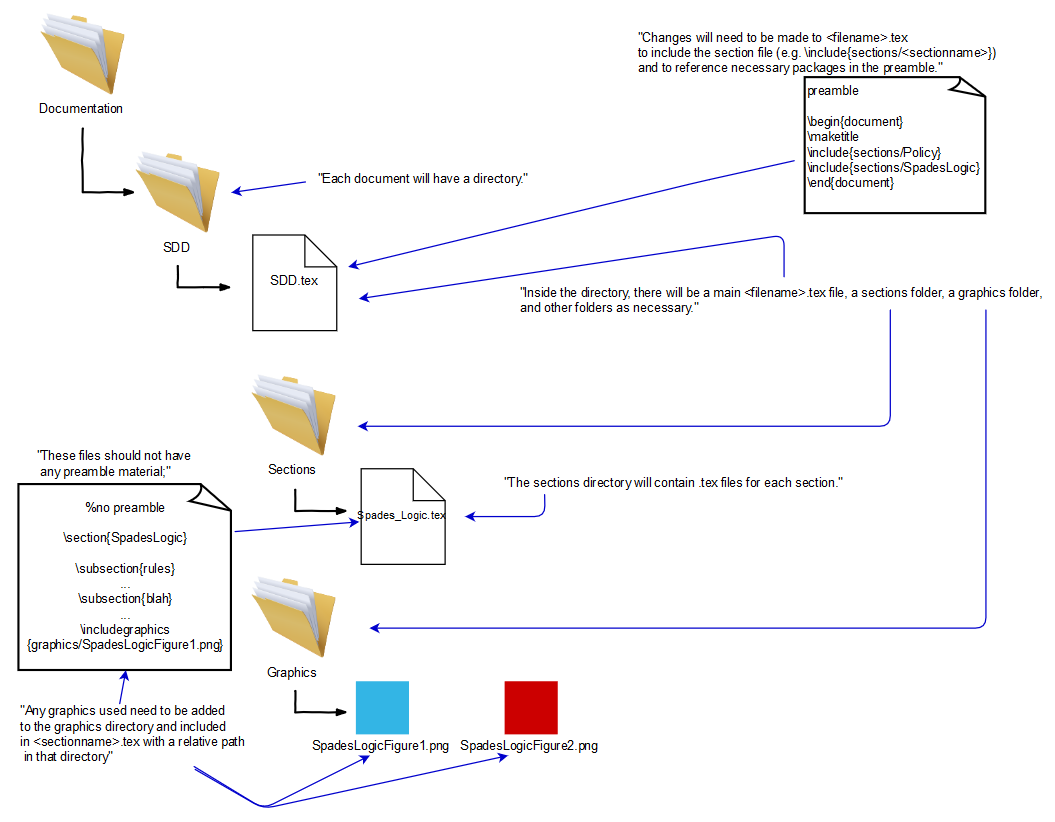 "Changes will need to be made to <filename>.tex
to include the section file (e.g. \include{sections/<sectionname>})
and to reference necessary packages in the preamble."
preamble
\begin{document}
\maketitle
\include{sections/Policy}
\include{sections/SpadesLogic}
\end{document}
Documentation
"Each document will have a directory."
SDD
SDD.tex
"Inside the directory, there will be a main <filename>.tex file, a sections folder, a graphics folder,
and other folders as necessary."
Sections
"These files should not have
any preamble material;"
%no preamble
\section{SpadesLogic}
\subsection{rules}
...
\subsection{blah}
...
\includegraphics
{graphics/SpadesLogicFigure1.png}
Spades_Logic.tex
"The sections directory will contain .tex files for each section."
Graphics
"Any graphics used need to be added
to the graphics directory and included
in <sectionname>.tex with a relative path
in that directory"
SpadesLogicFigure1.png
SpadesLogicFigure2.png